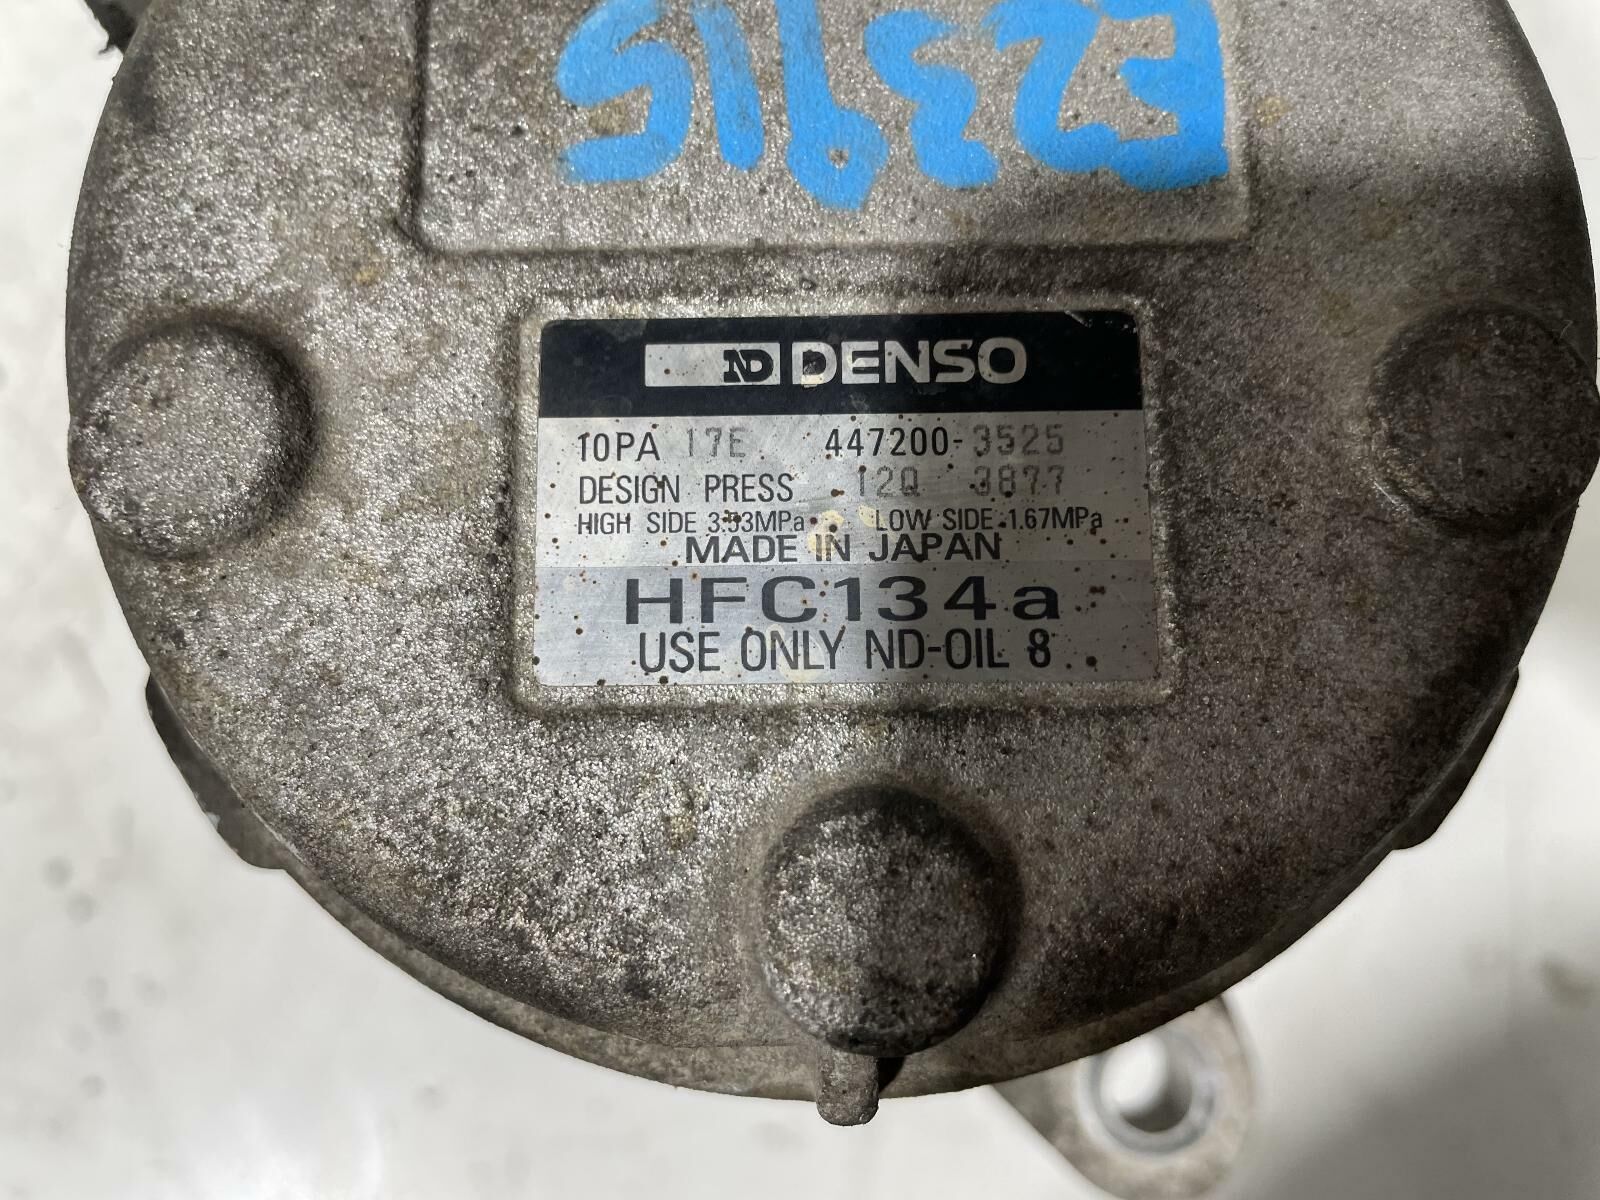 E23915
ND DENSO
10PA 17E 447200-3525
DESIGN PRESS 12Q 3877
HIGH SIDE 3.53MPa LOW SIDE 1.67MPa
MADE IN JAPAN
HFC134a
USE ONLY ND-OIL 8